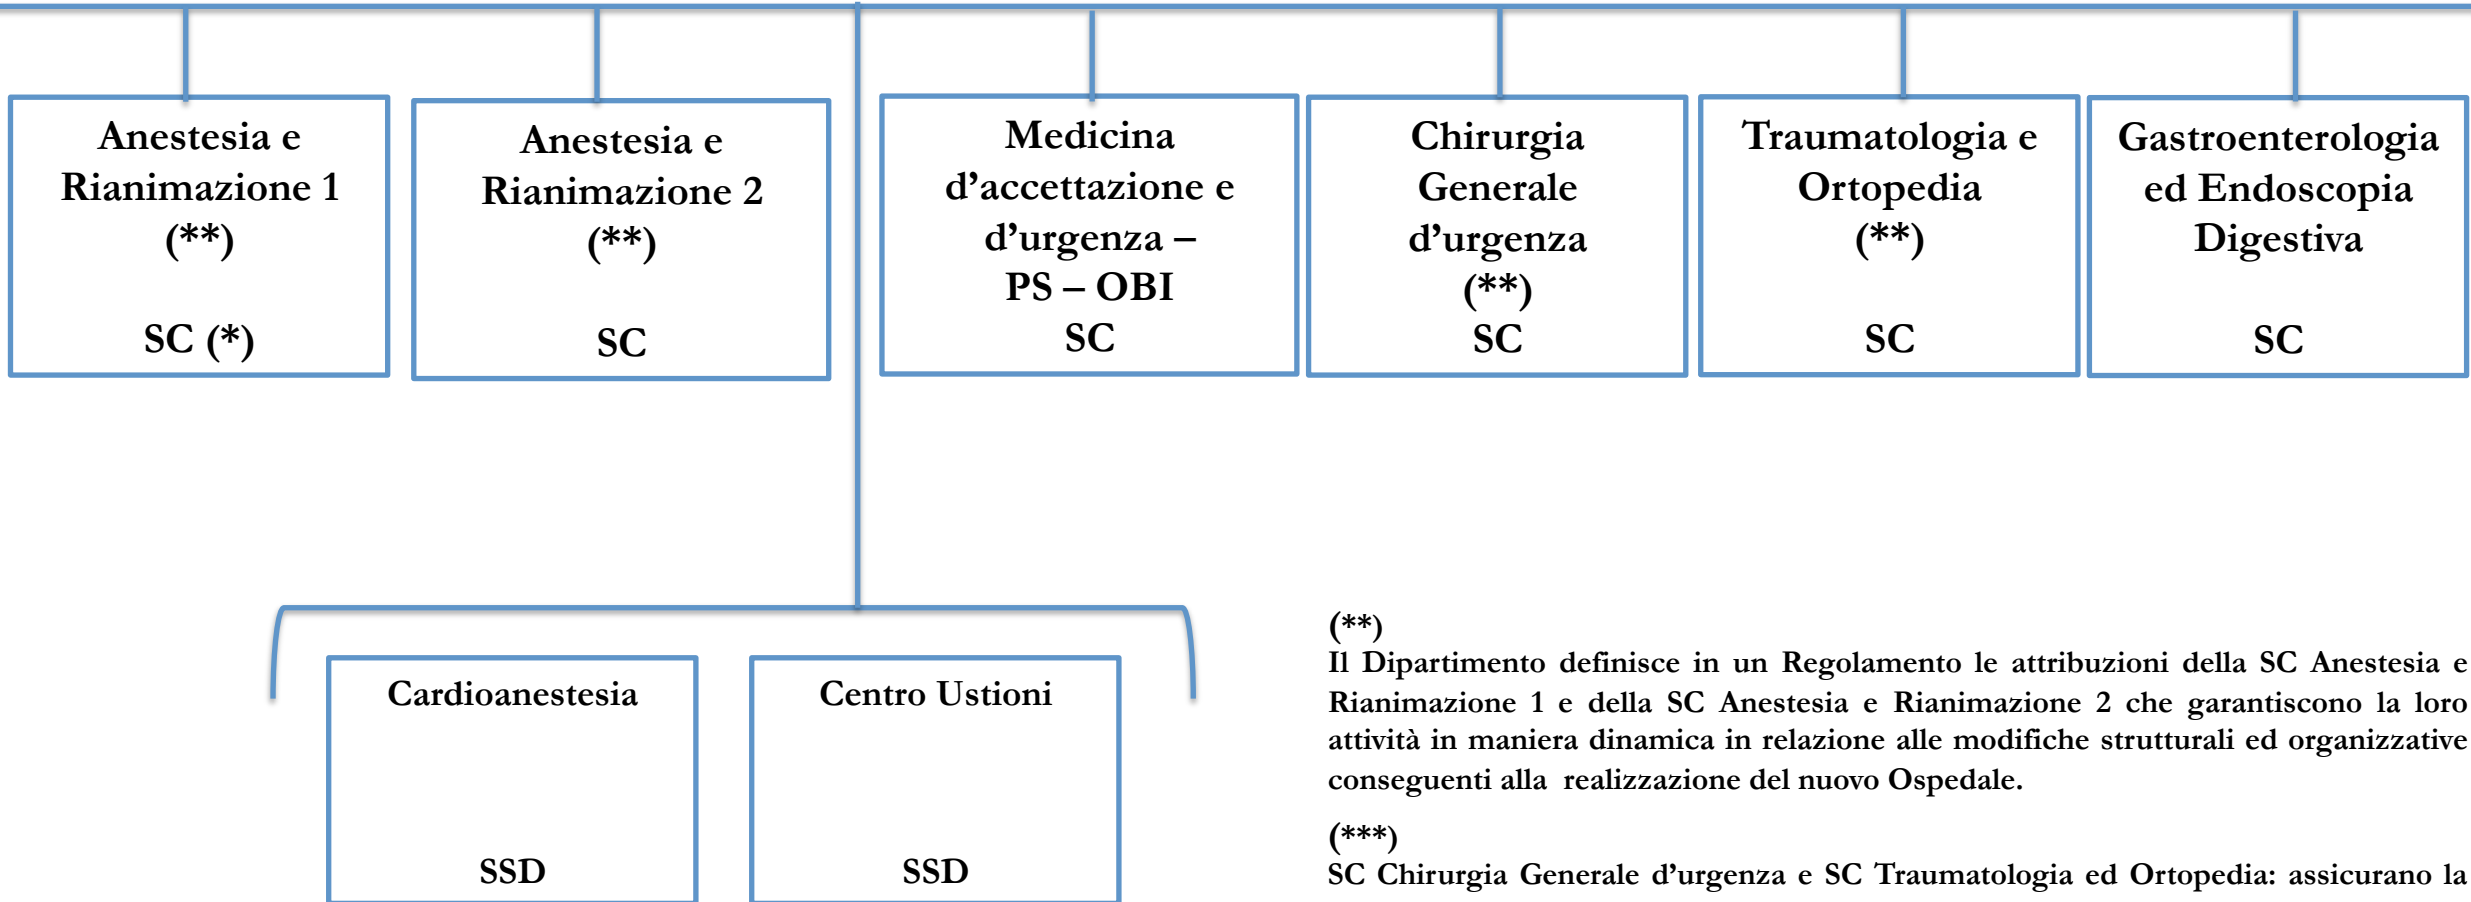 Anestesia e
Rianimazione 1
(**)
SC (*)
Anestesia e
Rianimazione 2
(**)
SC
Medicina
d’accettazione e
d’urgenza –
PS – OBI
SC
Chirurgia
Generale
d’urgenza
(**)
SC
Traumatologia e
Ortopedia
(**)
SC
Gastroenterologia
ed Endoscopia
Digestiva
SC
Cardioanestesia
SSD
Centro Ustioni
SSD
(**)
Il Dipartimento definisce in un Regolamento le attribuzioni della SC Anestesia e
Rianimazione 1 e della SC Anestesia e Rianimazione 2 che garantiscono la loro
attività in maniera dinamica in relazione alle modifiche strutturali ed organizzative
conseguenti alla realizzazione del nuovo Ospedale.
(***)
SC Chirurgia Generale d’urgenza e SC Traumatologia ed Ortopedia: assicurano la